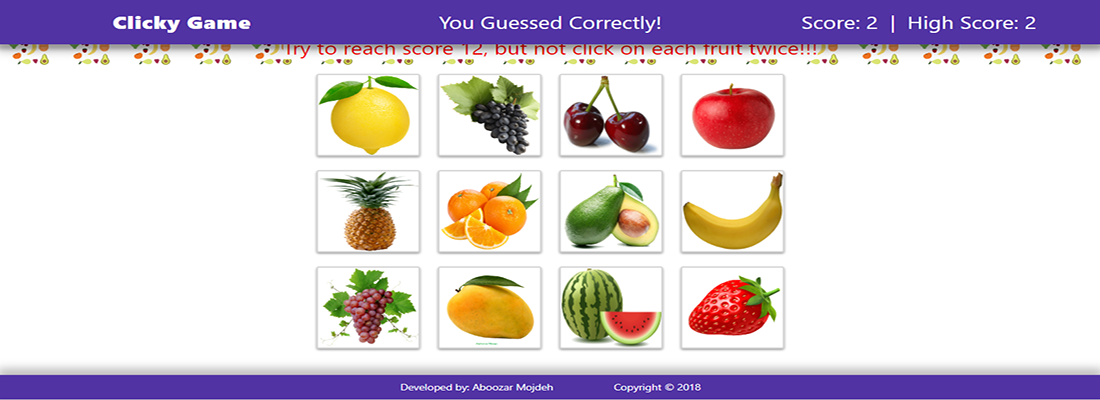 Clicky Game
You Guessed Correctly!
Score: 2 | High Score: 2
Try to reach score 12, but not click on each fruit twice!!!
Developed by: Aboozar Mojdeh
Copyright © 2018